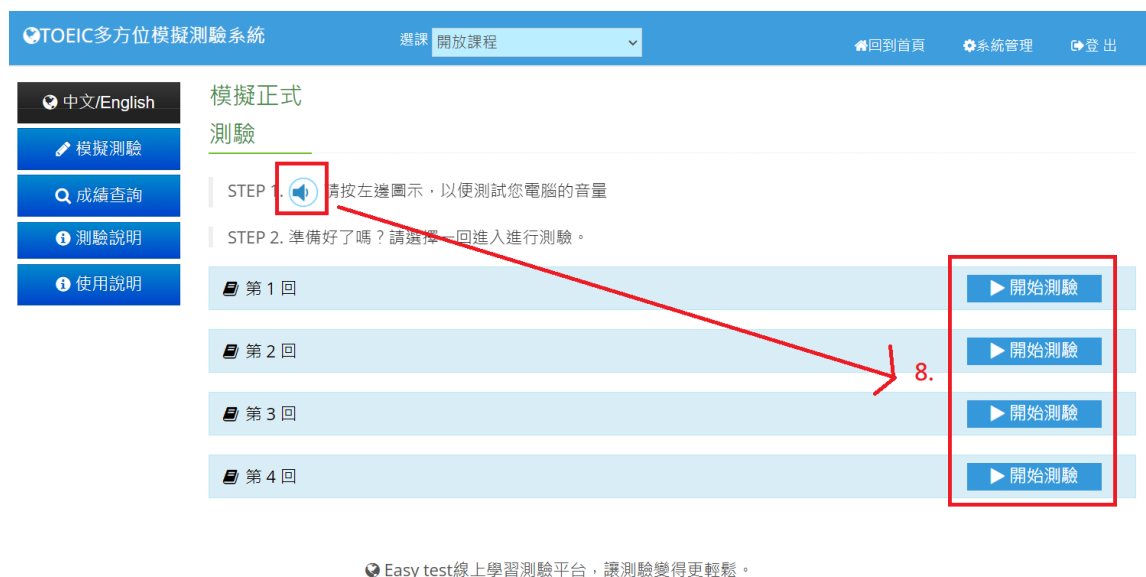 TOEIC多方位模擬測驗系統
選課 開放課程
回到首頁 系統管理 登 出
中文/English
模擬測驗
成績查詢
測驗說明
使用說明
模擬正式
測驗
STEP 1. 請按左邊圖示，以便測試您電腦的音量
STEP 2. 準備好了嗎？請選擇一回進入進行測驗。
第 1 回 開始測驗
第 2 回 開始測驗
8.
第 3 回 開始測驗
第 4 回 開始測驗
Easy test線上學習測驗平台，讓測驗變得更輕鬆。